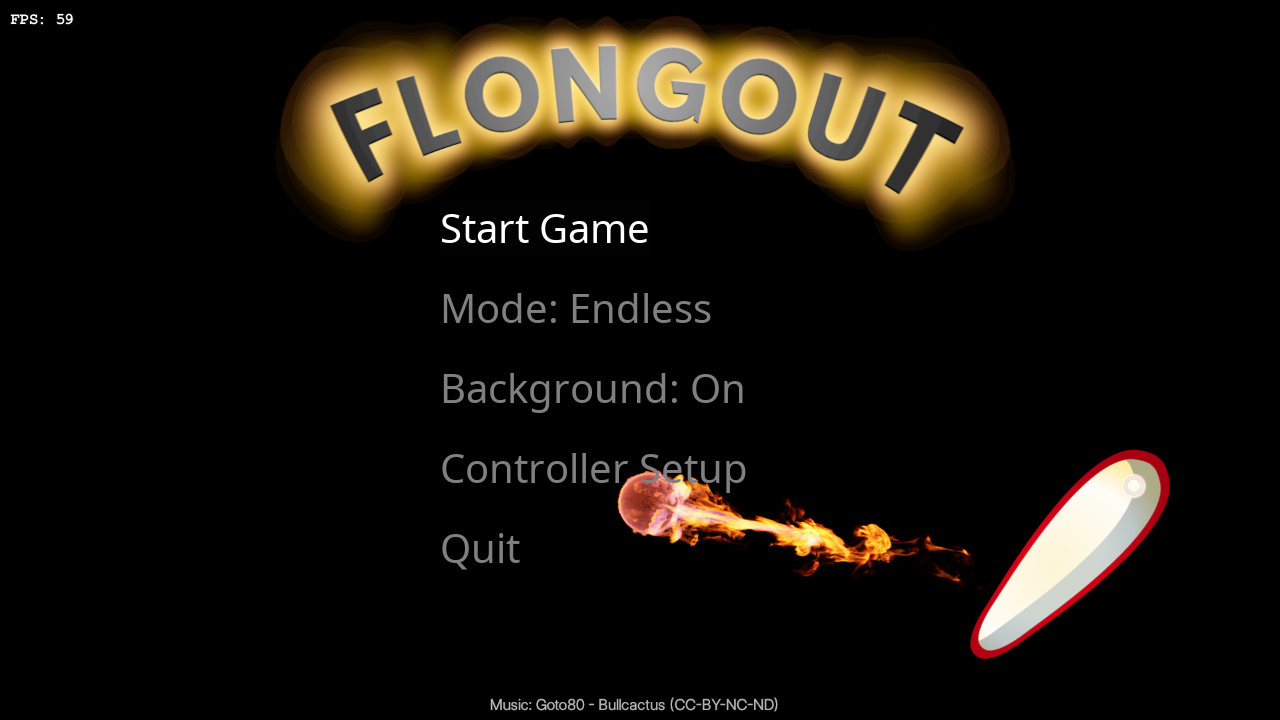 FPS: 59
FLONGOUT
Start Game
Mode: Endless
Background: On
Controller Setup
Quit
Music: Goto80 - Bullcactus (CC-BY-NC-ND)